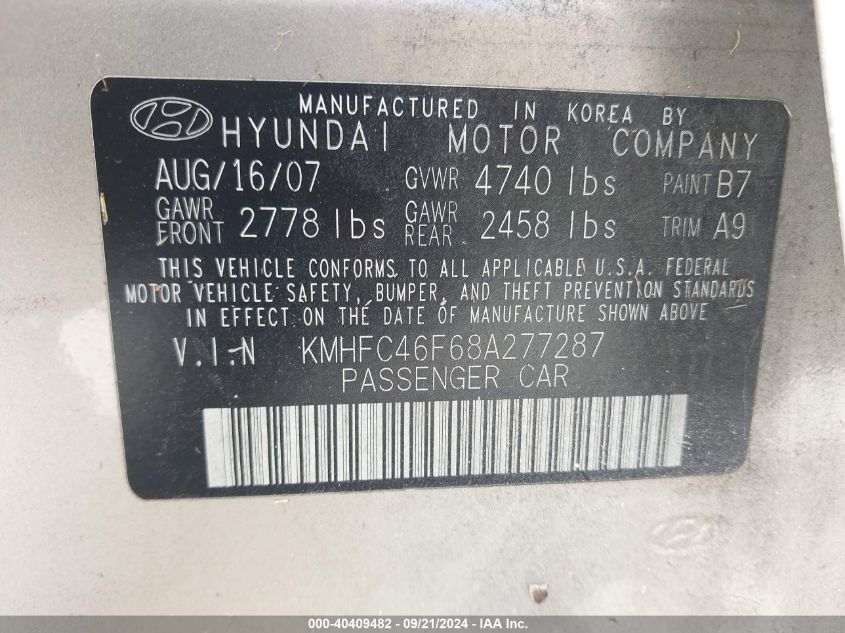 MANUFACTURED IN KOREA BY
HYUNDAI MOTOR COMPANY
AUG/16/07 GVWR 4740 lbs PAINT B7
GAWR FRONT 2778 lbs GAWR REAR 2458 lbs TRIM A9
THIS VEHICLE CONFORMS TO ALL APPLICABLE U.S.A. FEDERAL
MOTOR VEHICLE SAFETY, BUMPER, AND THEFT PREVENTION STANDARDS
IN EFFECT ON THE DATE OF MANUFACTURE SHOWN ABOVE
V.I.N KMHFC46F68A277287
PASSENGER CAR
000-40409482 - 09/21/2024 - IAA Inc.